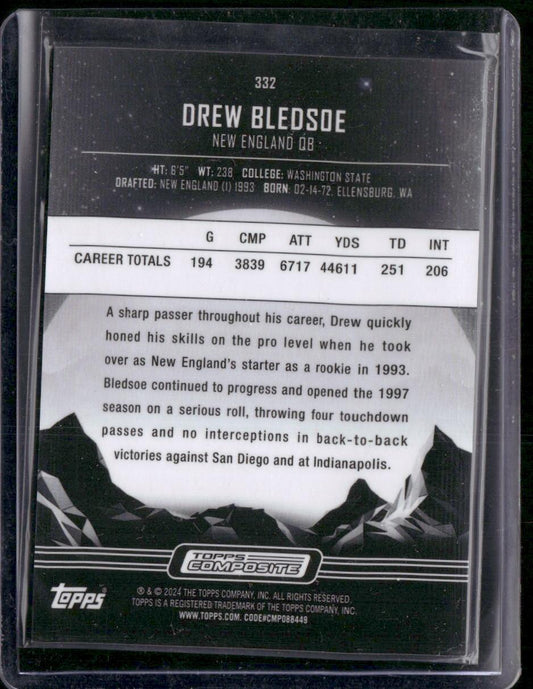 332
DREW BLEDSOE
NEW ENGLAND QB
HT: 6'5" WT: 238 COLLEGE: WASHINGTON STATE
DRAFTED: NEW ENGLAND (1) 1993 BORN: 02-14-72, ELLENSBURG, WA
G CMP ATT YDS TD INT
CAREER TOTALS 194 3839 6717 44611 251 206
A sharp passer throughout his career, Drew quickly
honed his skills on the pro level when he took
over as New England's starter as a rookie in 1993.
Bledsoe continued to progress and opened the 1997
season on a serious roll, throwing four touchdown
passes and no interceptions in back-to-back
victories against San Diego and at Indianapolis.
TOPPS
COMPOSITE
topps
® & © 2024 THE TOPPS COMPANY, INC. ALL RIGHTS RESERVED.
TOPPS IS A REGISTERED TRADEMARK OF THE TOPPS COMPANY, INC.
WWW.TOPPS.COM. CODE#CMP088449